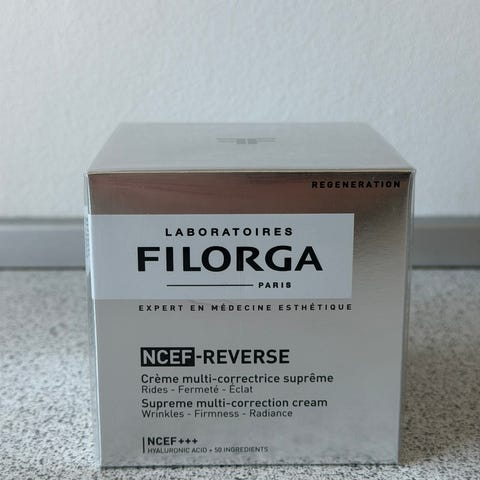 REGENERATION
LABORATOIRES
FILORGA
PARIS
EXPERT EN MÉDECINE ESTHÉTIQUE
NCEF-REVERSE
Crème multi-correctrice suprême
Rides - Fermeté - Éclat
Supreme multi-correction cream
Wrinkles - Firmness - Radiance
NCEF+++
HYALURONIC ACID + 50 INGREDIENTS